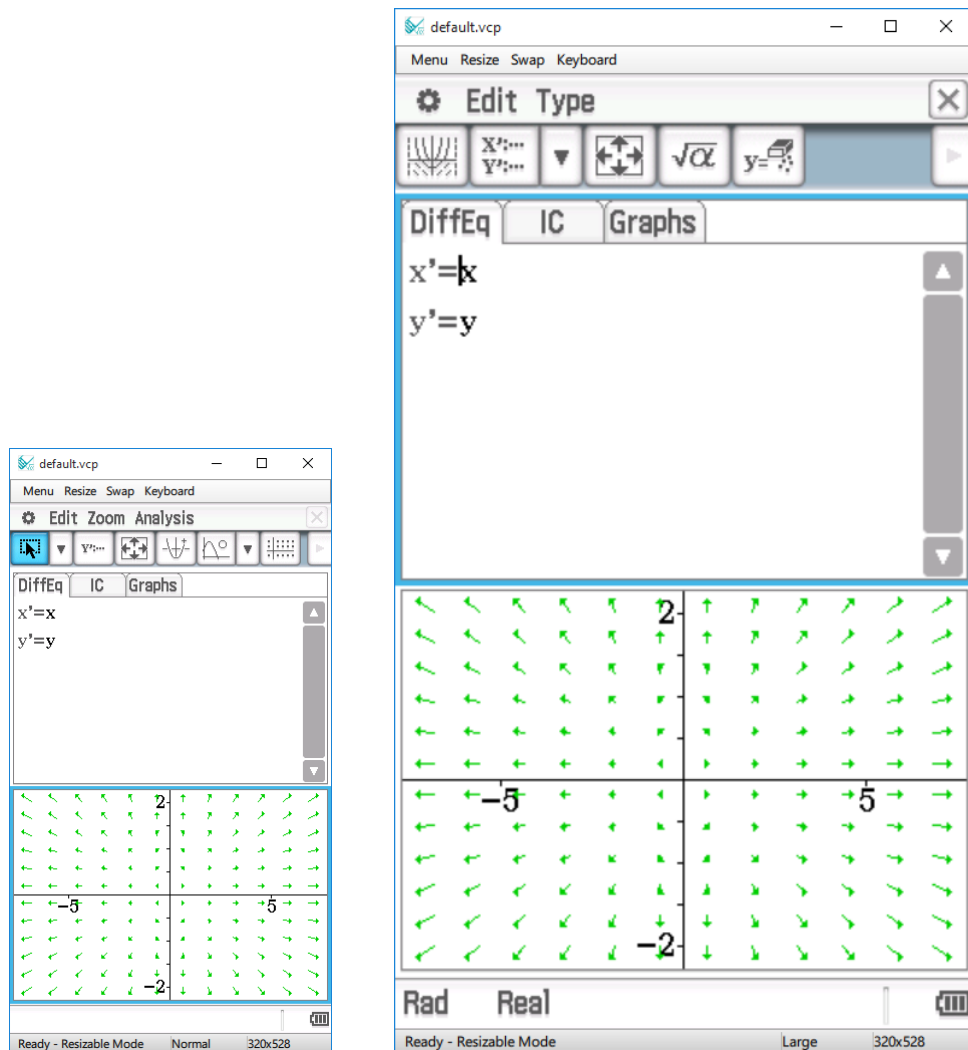 default.vcp
Menu Resize Swap Keyboard
Edit Zoom Analysis
Y':···
DiffEq IC Graphs
x'=x
y'=y
2
-5 5
-2
Ready - Resizable Mode Normal 320x528
default.vcp
Menu Resize Swap Keyboard
Edit Type
X':···
Y':···
√α
y=
DiffEq IC Graphs
x'=x
y'=y
2
-5 5
-2
Rad Real
Ready - Resizable Mode Large 320x528